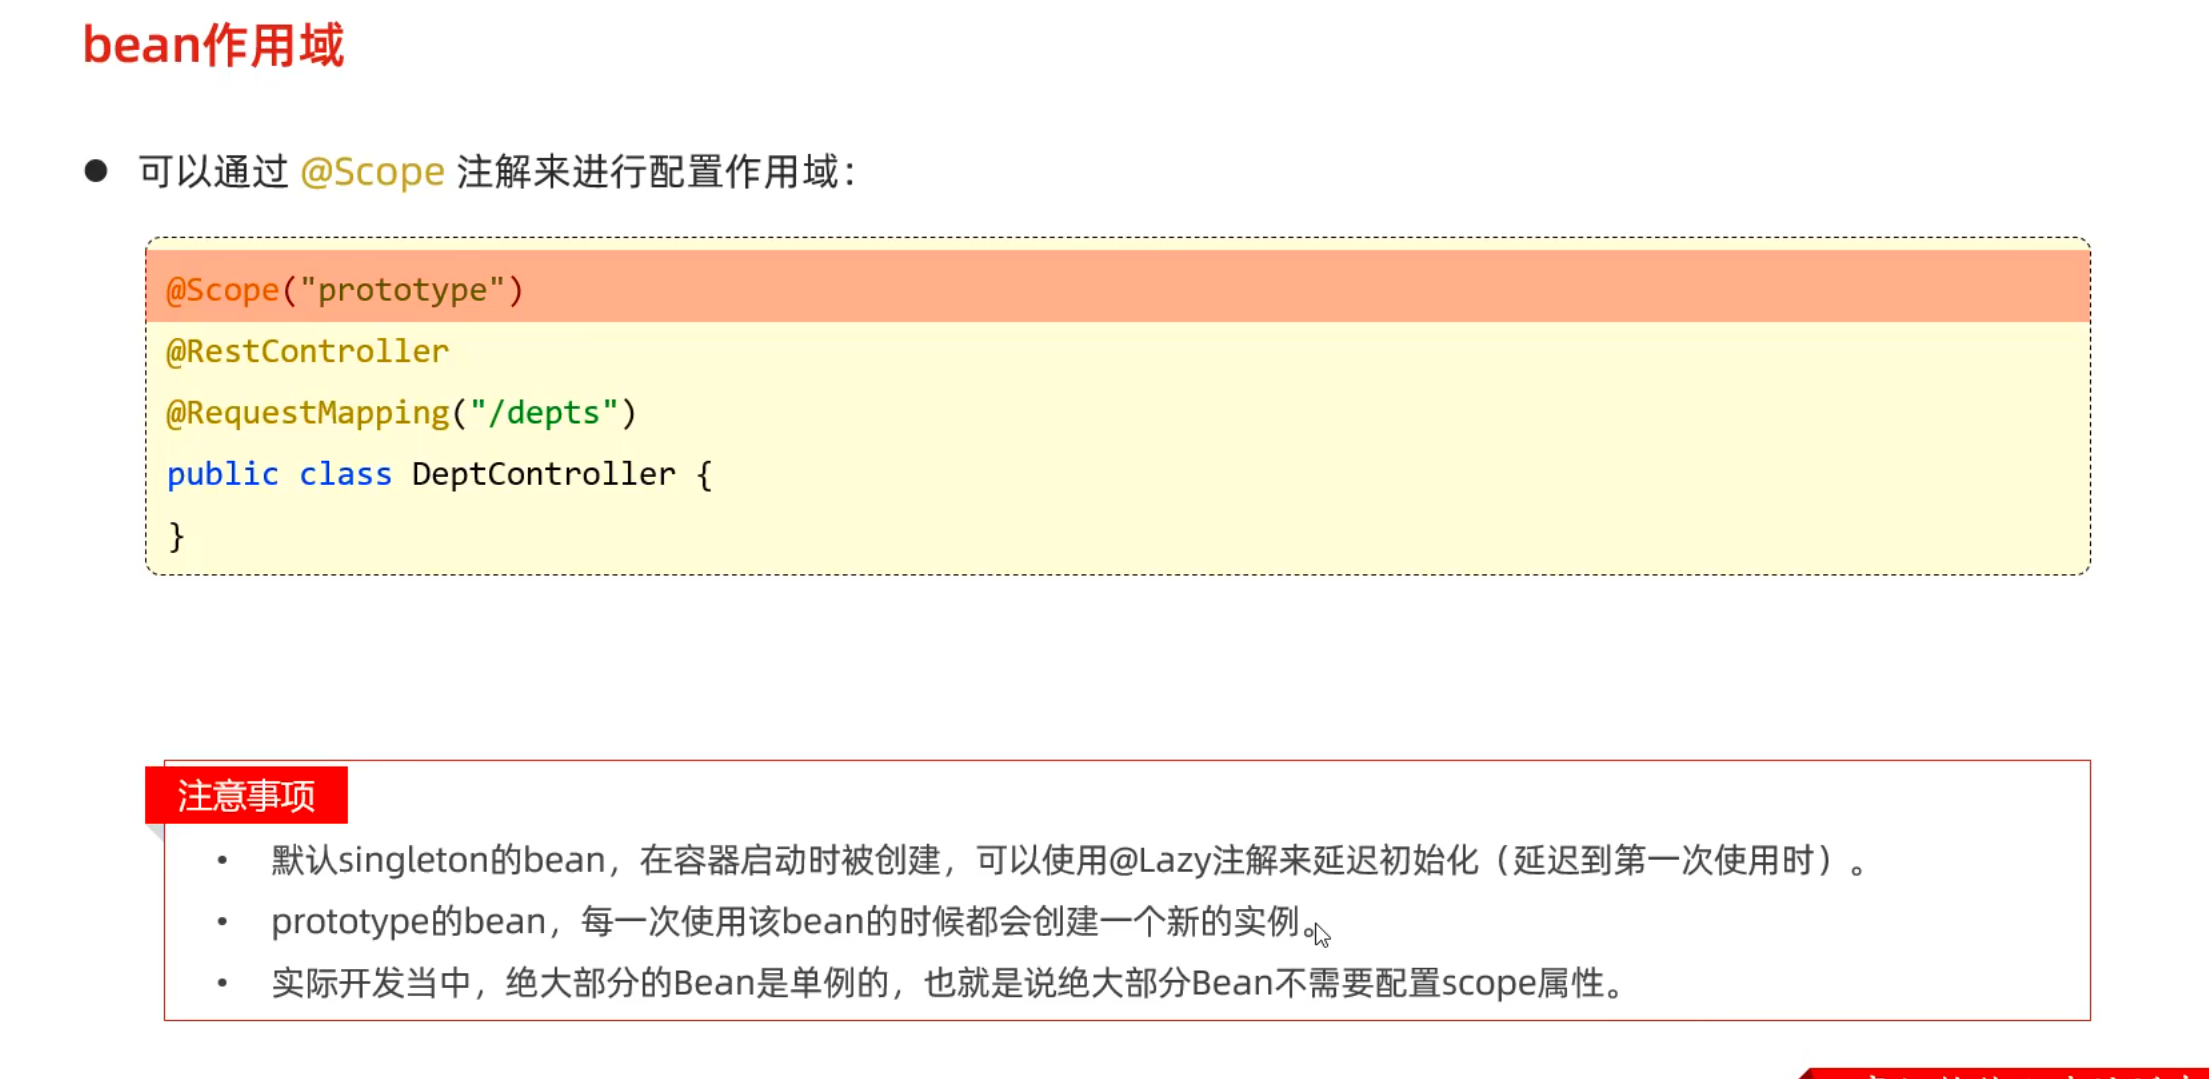 bean作用域
● 可以通过 @Scope 注解来进行配置作用域：
@Scope("prototype")
@RestController
@RequestMapping("/depts")
public class DeptController {
}
注意事项
• 默认singleton的bean，在容器启动时被创建，可以使用@Lazy注解来延迟初始化（延迟到第一次使用时）。
• prototype的bean，每一次使用该bean的时候都会创建一个新的实例。
• 实际开发当中，绝大部分的Bean是单例的，也就是说绝大部分Bean不需要配置scope属性。